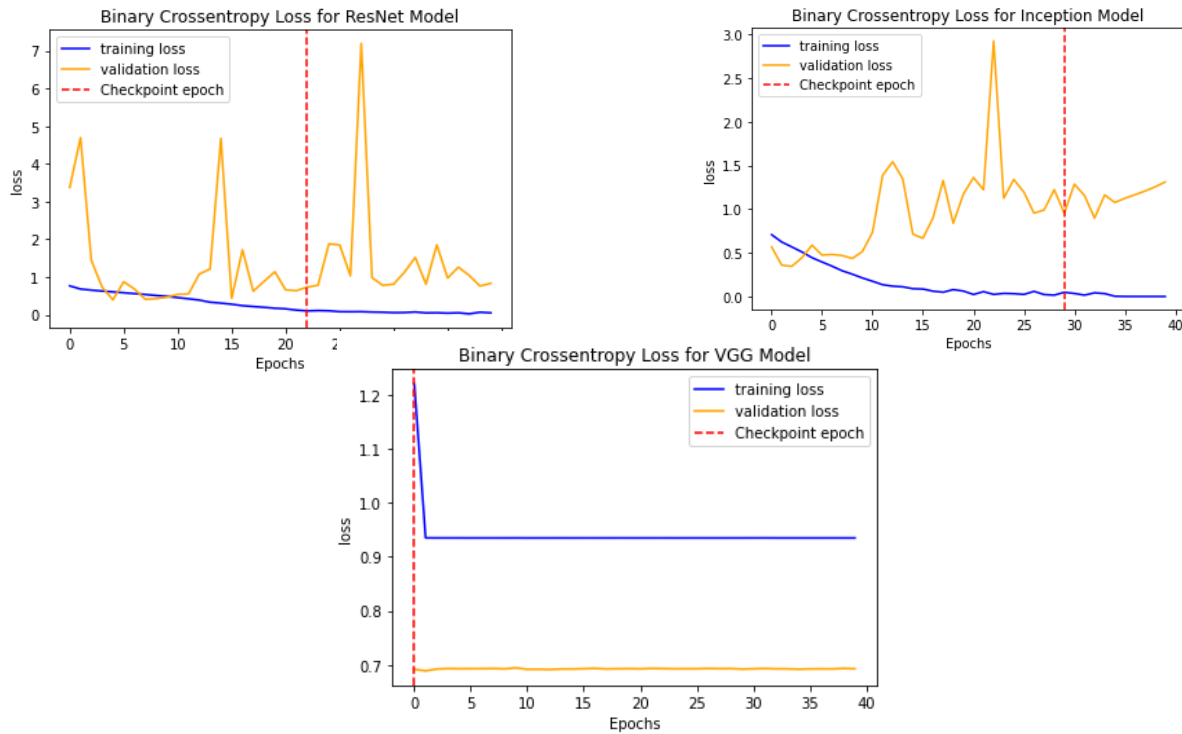 Binary Crossentropy Loss for ResNet Model
training loss
validation loss
Checkpoint epoch
7
6
5
4
3
2
1
0
loss
0 5 10 15 20
Epochs
Binary Crossentropy Loss for Inception Model
training loss
validation loss
Checkpoint epoch
3.0
2.5
2.0
1.5
1.0
0.5
0.0
loss
0 5 10 15 20 25 30 35 40
Epochs
Binary Crossentropy Loss for VGG Model
training loss
validation loss
Checkpoint epoch
1.2
1.1
1.0
0.9
0.8
0.7
loss
0 5 10 15 20 25 30 35 40
Epochs